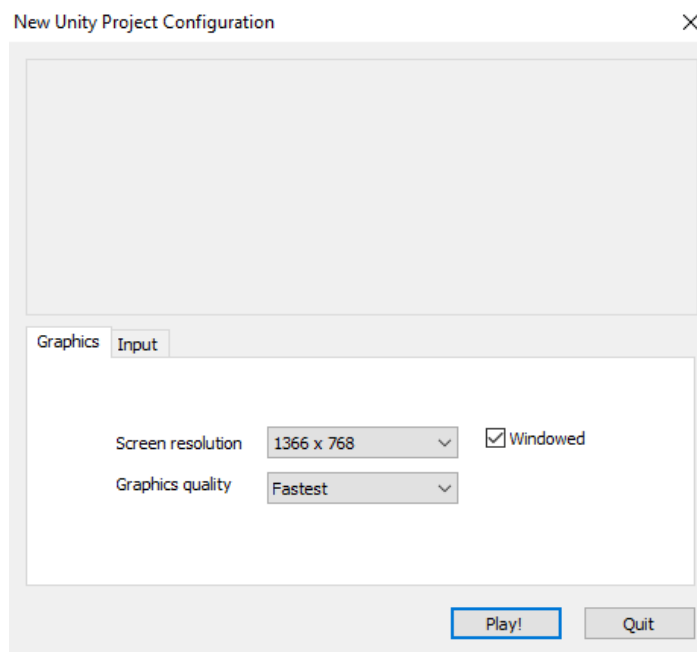 New Unity Project Configuration
Graphics
Input
Screen resolution
1366 x 768
Windowed
Graphics quality
Fastest
Play!
Quit